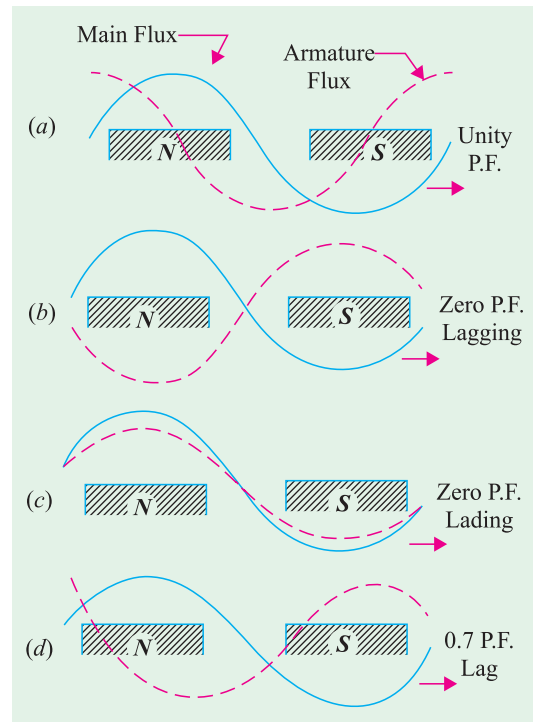 Main Flux
Armature
Flux
(a)
N
S
Unity
P.F.
(b)
N
S
Zero P.F.
Lagging
(c)
N
S
Zero P.F.
Lading
(d)
N
S
0.7 P.F.
Lag